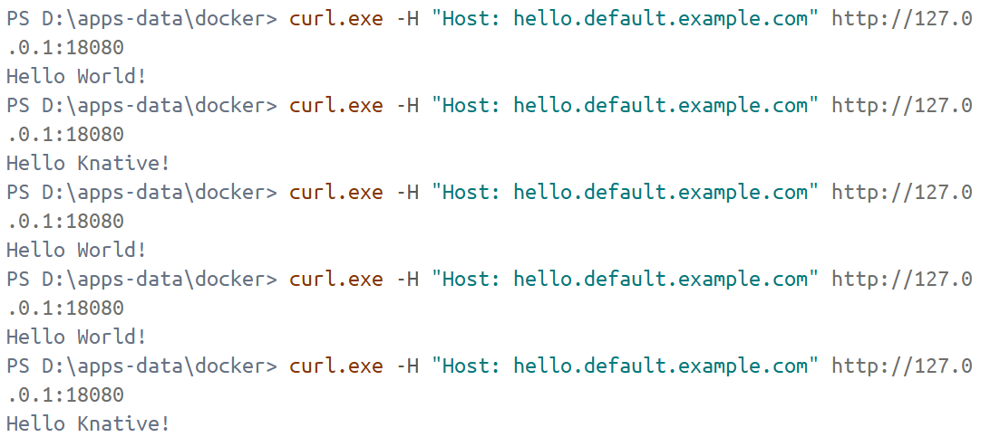 PS D:\apps-data\docker> curl.exe -H "Host: hello.default.example.com" http://127.0
.0.1:18080
Hello World!
PS D:\apps-data\docker> curl.exe -H "Host: hello.default.example.com" http://127.0
.0.1:18080
Hello Knative!
PS D:\apps-data\docker> curl.exe -H "Host: hello.default.example.com" http://127.0
.0.1:18080
Hello World!
PS D:\apps-data\docker> curl.exe -H "Host: hello.default.example.com" http://127.0
.0.1:18080
Hello World!
PS D:\apps-data\docker> curl.exe -H "Host: hello.default.example.com" http://127.0
.0.1:18080
Hello Knative!